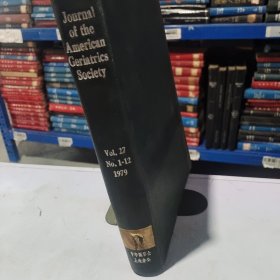 Journal
of the
American
Geriatrics
Society
Vol. 27
No. 1-12
1979